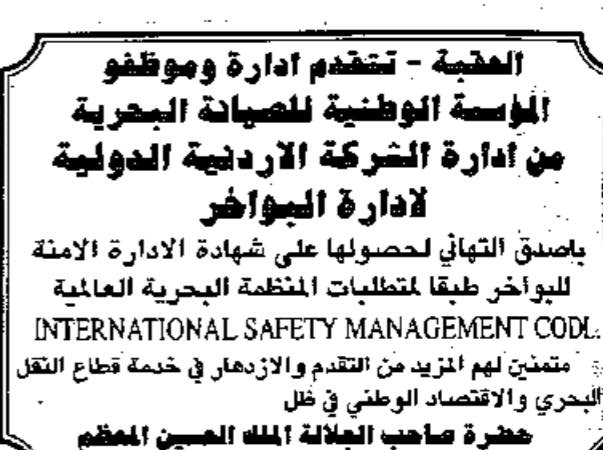 العقبة - تتقدم ادارة وموظفو
المؤسسة الوطنية للصيانة البحرية
من ادارة الشركة الاردنية الدولية
لادارة البواخر
باصدق التهاني لحصولها على شهادة الادارة الامنة
للبواخر طبقا لمتطلبات المنظمة البحرية العالمية
INTERNATIONAL SAFETY MANAGEMENT CODE.
متمنين لهم المزيد من التقدم والازدهار في خدمة قطاع النقل
البحري والاقتصاد الوطني في ظل
حضرة صاحب الجلالة الملك الحسين المعظم